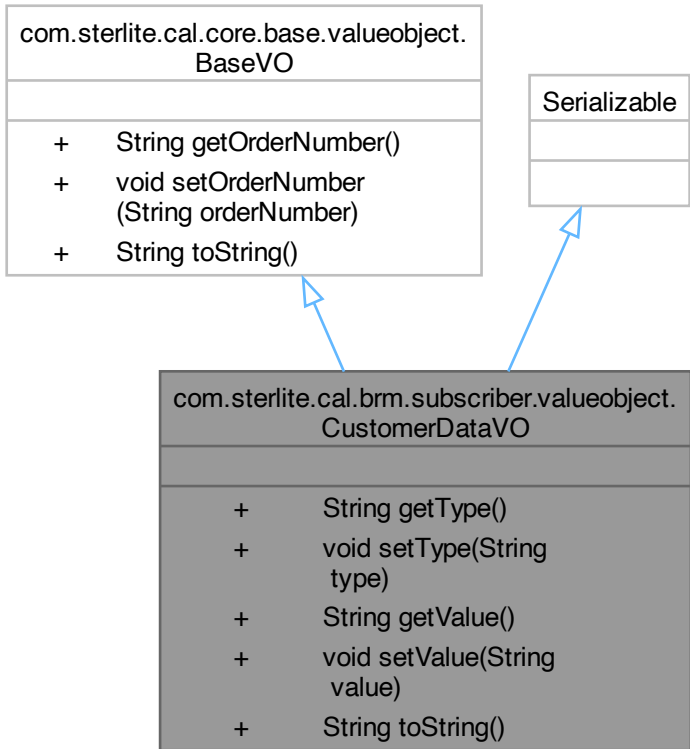 com.sterlite.cal.core.base.valueobject.
BaseVO
+ String getOrderNumber()
+ void setOrderNumber
(String orderNumber)
+ String toString()
Serializable
com.sterlite.cal.brm.subscriber.valueobject.
CustomerDataVO
+ String getType()
+ void setType(String
type)
+ String getValue()
+ void setValue(String
value)
+ String toString()